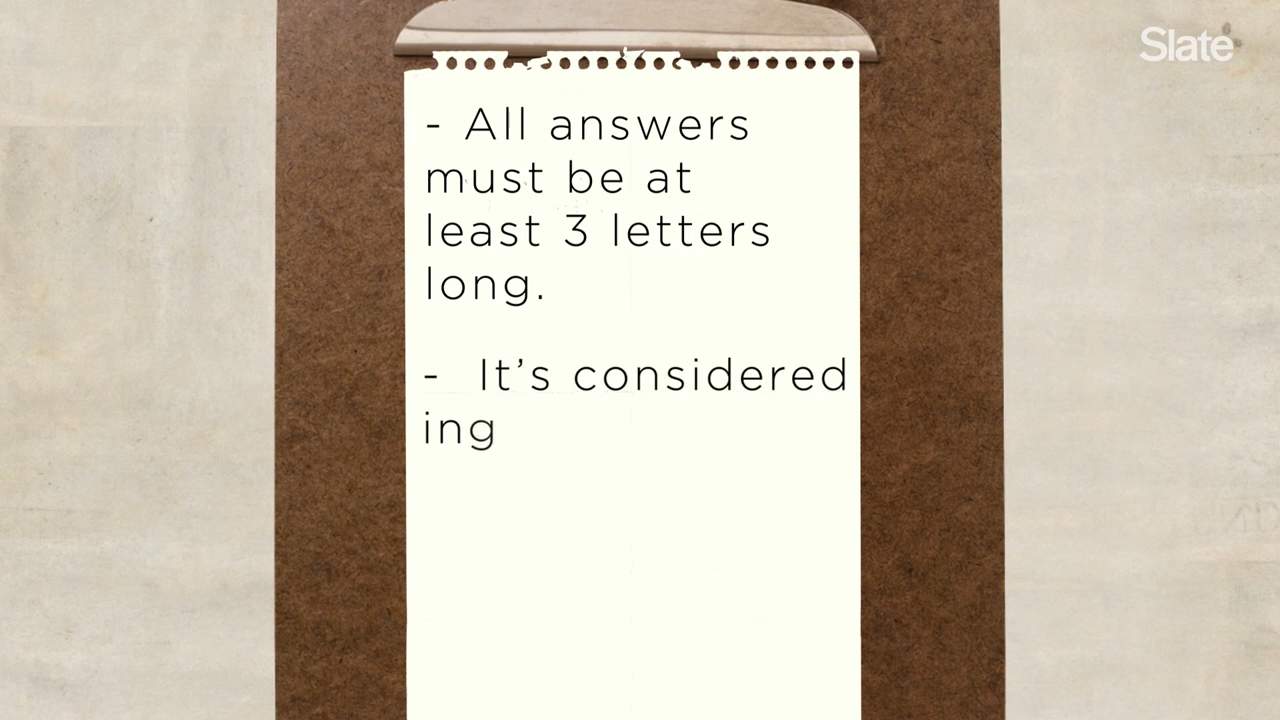 Slate
- All answers
must be at
least 3 letters
long.
- It’s considered
ing